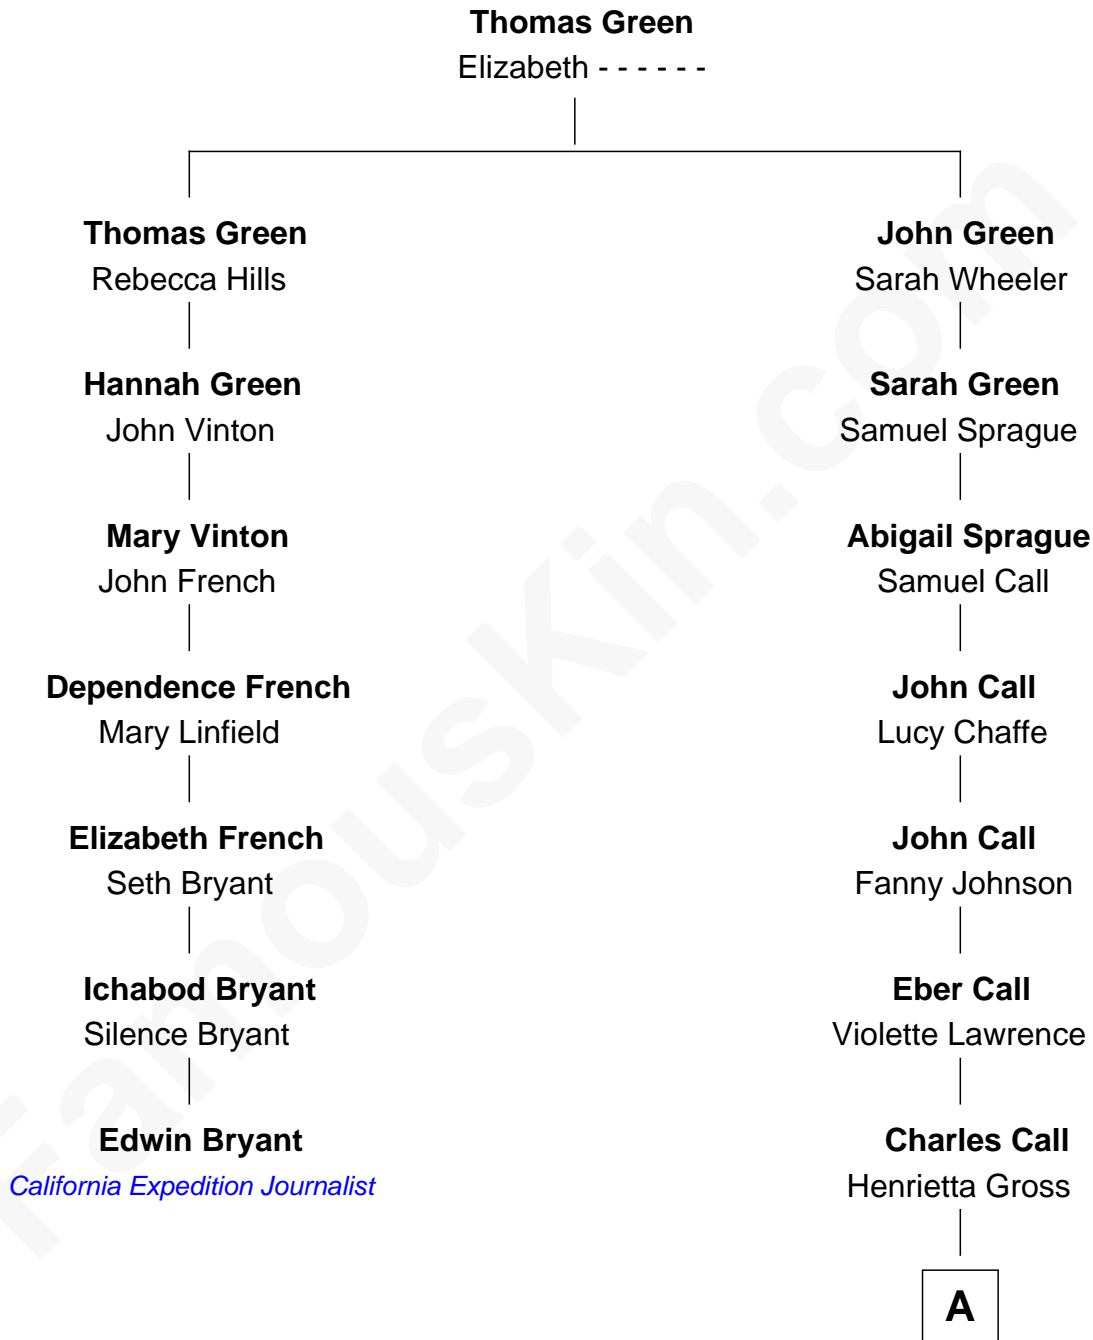 Thomas Green
Elizabeth - - - - - -
Thomas Green
Rebecca Hills
John Green
Sarah Wheeler
Hannah Green
John Vinton
Sarah Green
Samuel Sprague
Mary Vinton
John French
Abigail Sprague
Samuel Call
Dependence French
Mary Linfield
John Call
Lucy Chaffe
Elizabeth French
Seth Bryant
John Call
Fanny Johnson
Ichabod Bryant
Silence Bryant
Eber Call
Violette Lawrence
Edwin Bryant
California Expedition Journalist
Charles Call
Henrietta Gross
A
FamousKin.com